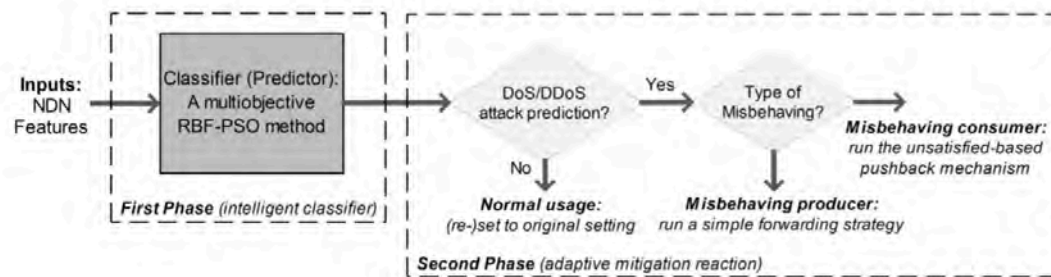 Inputs:
NDN
Features
Classifier (Predictor):
A multiobjective
RBF-PSO method
First Phase (intelligent classifier)
DoS/DDoS
attack prediction?
Yes
No
Type of
Misbehaving?
Misbehaving consumer:
run the unsatisfied-based
pushback mechanism
Normal usage:
(re-)set to original setting
Misbehaving producer:
run a simple forwarding strategy
Second Phase (adaptive mitigation reaction)